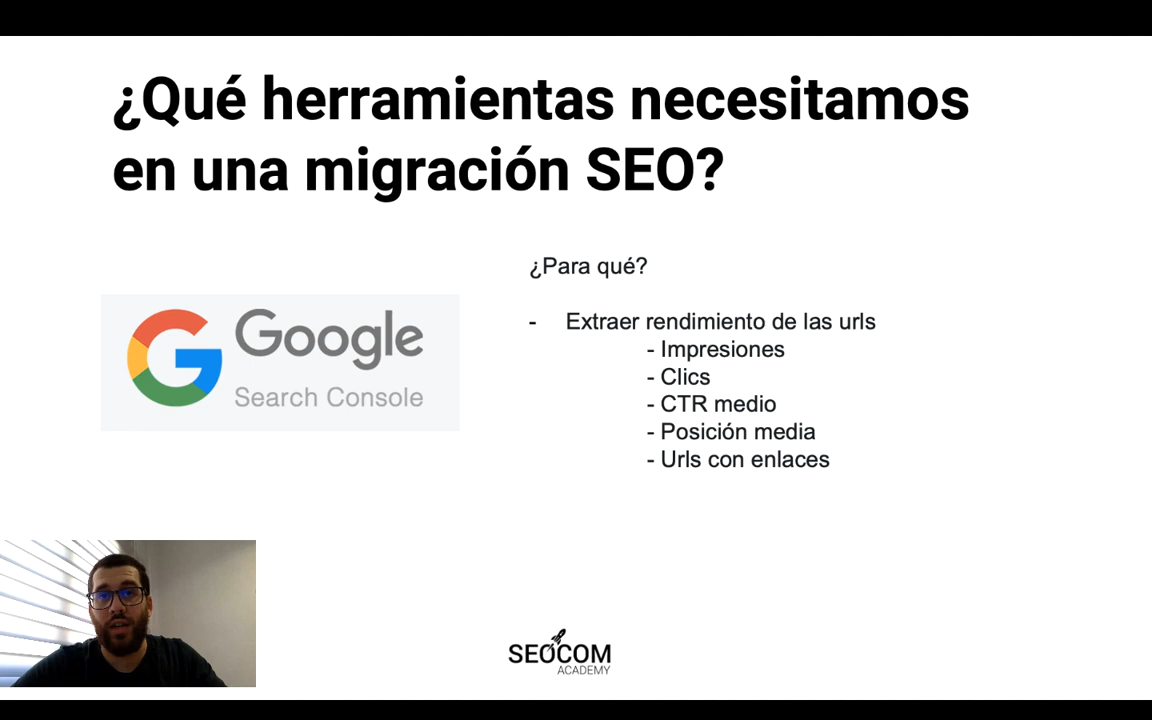 ¿Qué herramientas necesitamos
en una migración SEO?
¿Para qué?
Google
Search Console
- Extraer rendimiento de las urls
- Impresiones
- Clics
- CTR medio
- Posición media
- Urls con enlaces
SEOCOM
ACADEMY